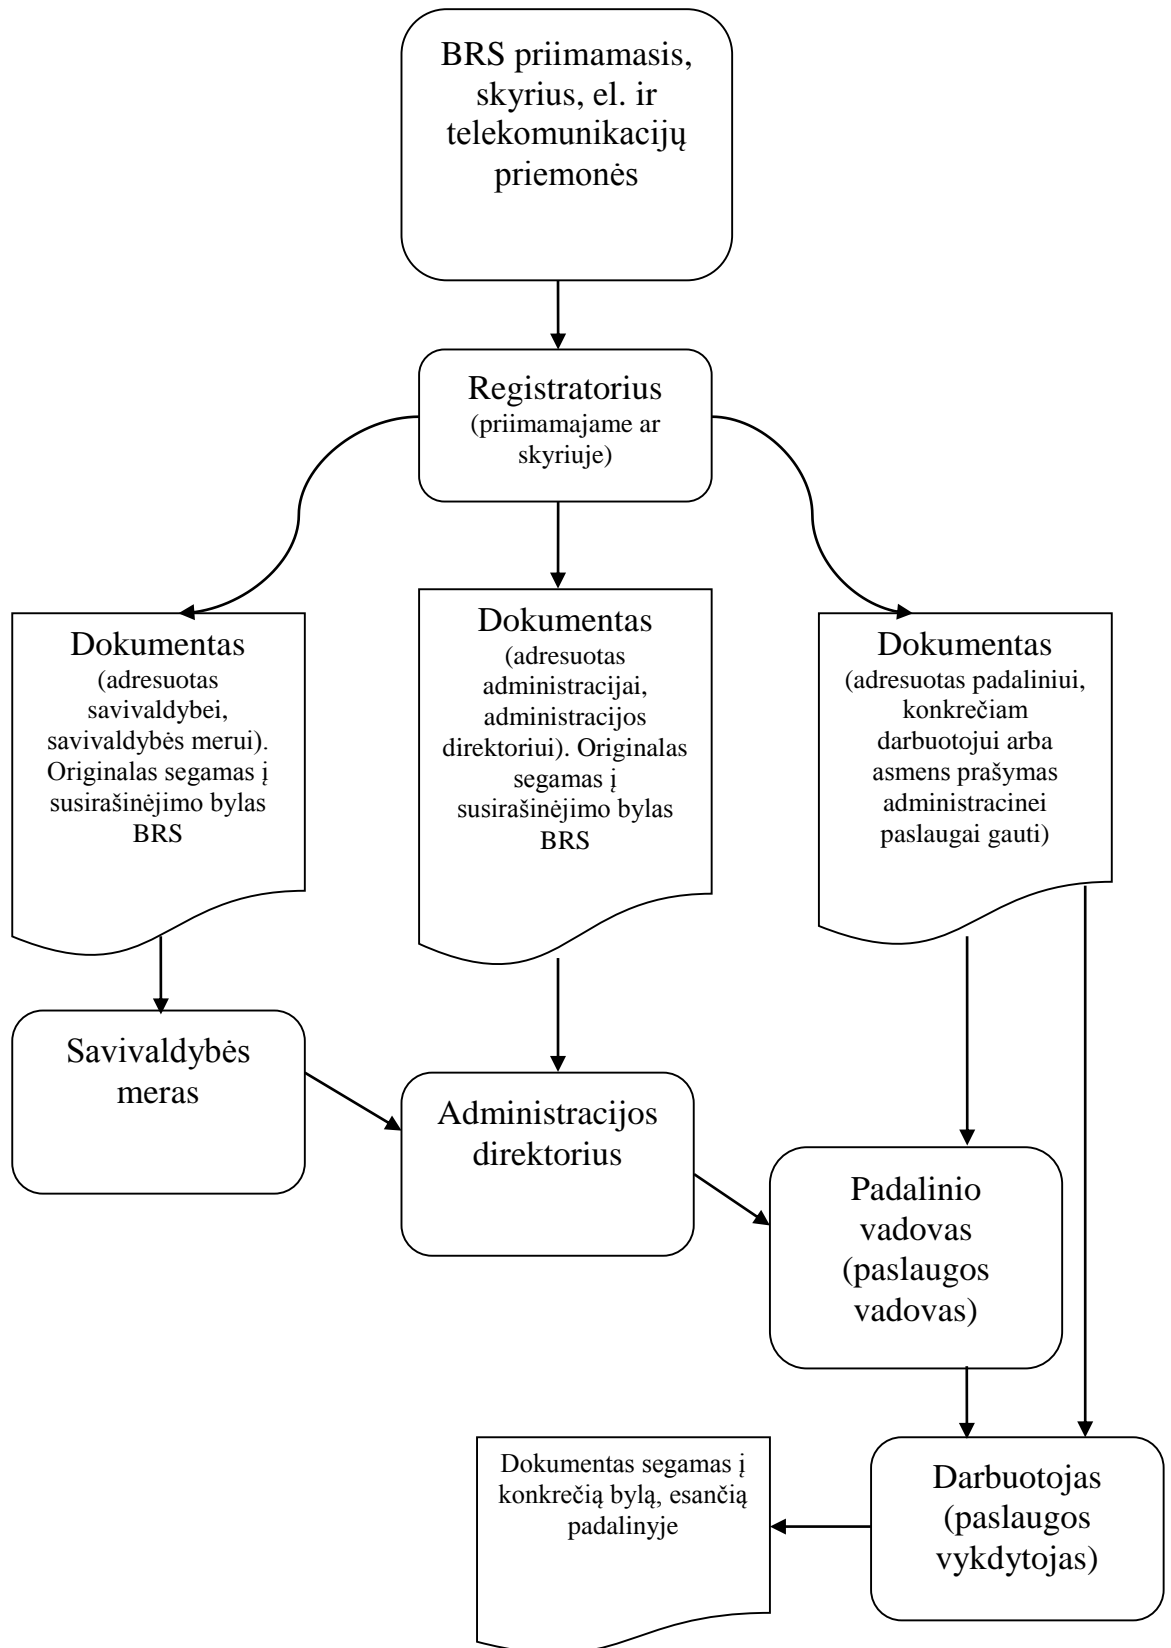 BRS priimamasis,
skyrius, el. ir
telekomunikacijų
priemonės
Registratorius
(priimamajame ar
skyriuje)
Dokumentas
(adresuotas
savivaldybei,
savivaldybės merui).
Originalas segamas į
susirašinėjimo bylas
BRS
Dokumentas
(adresuotas
administracijai,
administracijos
direktoriui). Originalas
segamas į
susirašinėjimo bylas
BRS
Dokumentas
(adresuotas padaliniui,
konkrečiam
darbuotojui arba
asmens prašymas
administracinei
paslaugai gauti)
Savivaldybės
meras
Administracijos
direktorius
Padalinio
vadovas
(paslaugos
vadovas)
Dokumentas segamas į
konkrečią bylą, esančią
padalinyje
Darbuotojas
(paslaugos
vykdytojas)